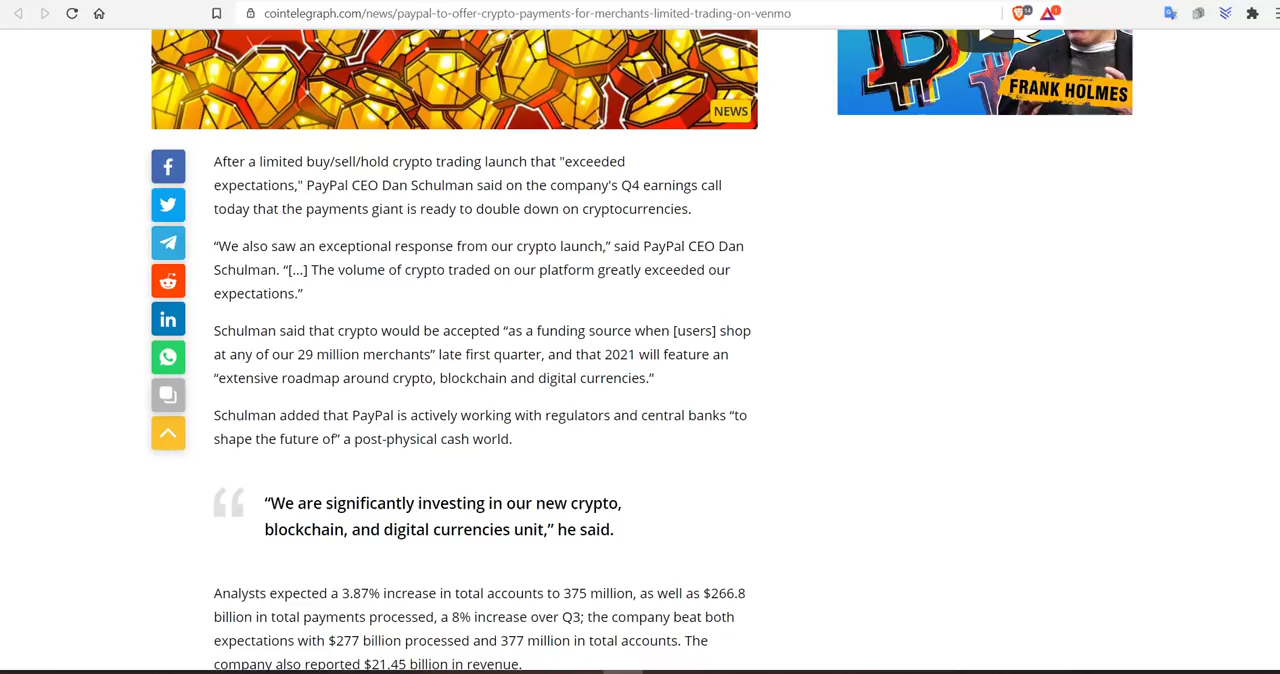 cointelegraph.com/news/paypal-to-offer-crypto-payments-for-merchants-limited-trading-on-venmo
NEWS
FRANK HOLMES
After a limited buy/sell/hold crypto trading launch that "exceeded
expectations," PayPal CEO Dan Schulman said on the company's Q4 earnings call
today that the payments giant is ready to double down on cryptocurrencies.
“We also saw an exceptional response from our crypto launch,” said PayPal CEO Dan
Schulman. “[...] The volume of crypto traded on our platform greatly exceeded our
expectations.”
Schulman said that crypto would be accepted “as a funding source when [users] shop
at any of our 29 million merchants” late first quarter, and that 2021 will feature an
“extensive roadmap around crypto, blockchain and digital currencies.”
Schulman added that PayPal is actively working with regulators and central banks “to
shape the future of” a post-physical cash world.
“We are significantly investing in our new crypto,
blockchain, and digital currencies unit,” he said.
Analysts expected a 3.87% increase in total accounts to 375 million, as well as $266.8
billion in total payments processed, a 8% increase over Q3; the company beat both
expectations with $277 billion processed and 377 million in total accounts. The
company also reported $21.45 billion in revenue.